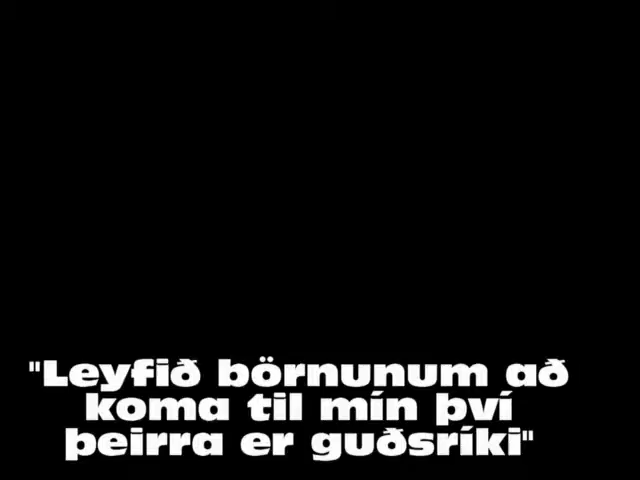 "Leyfið börnunum að
koma til mín því
þeirra er guðsríki"